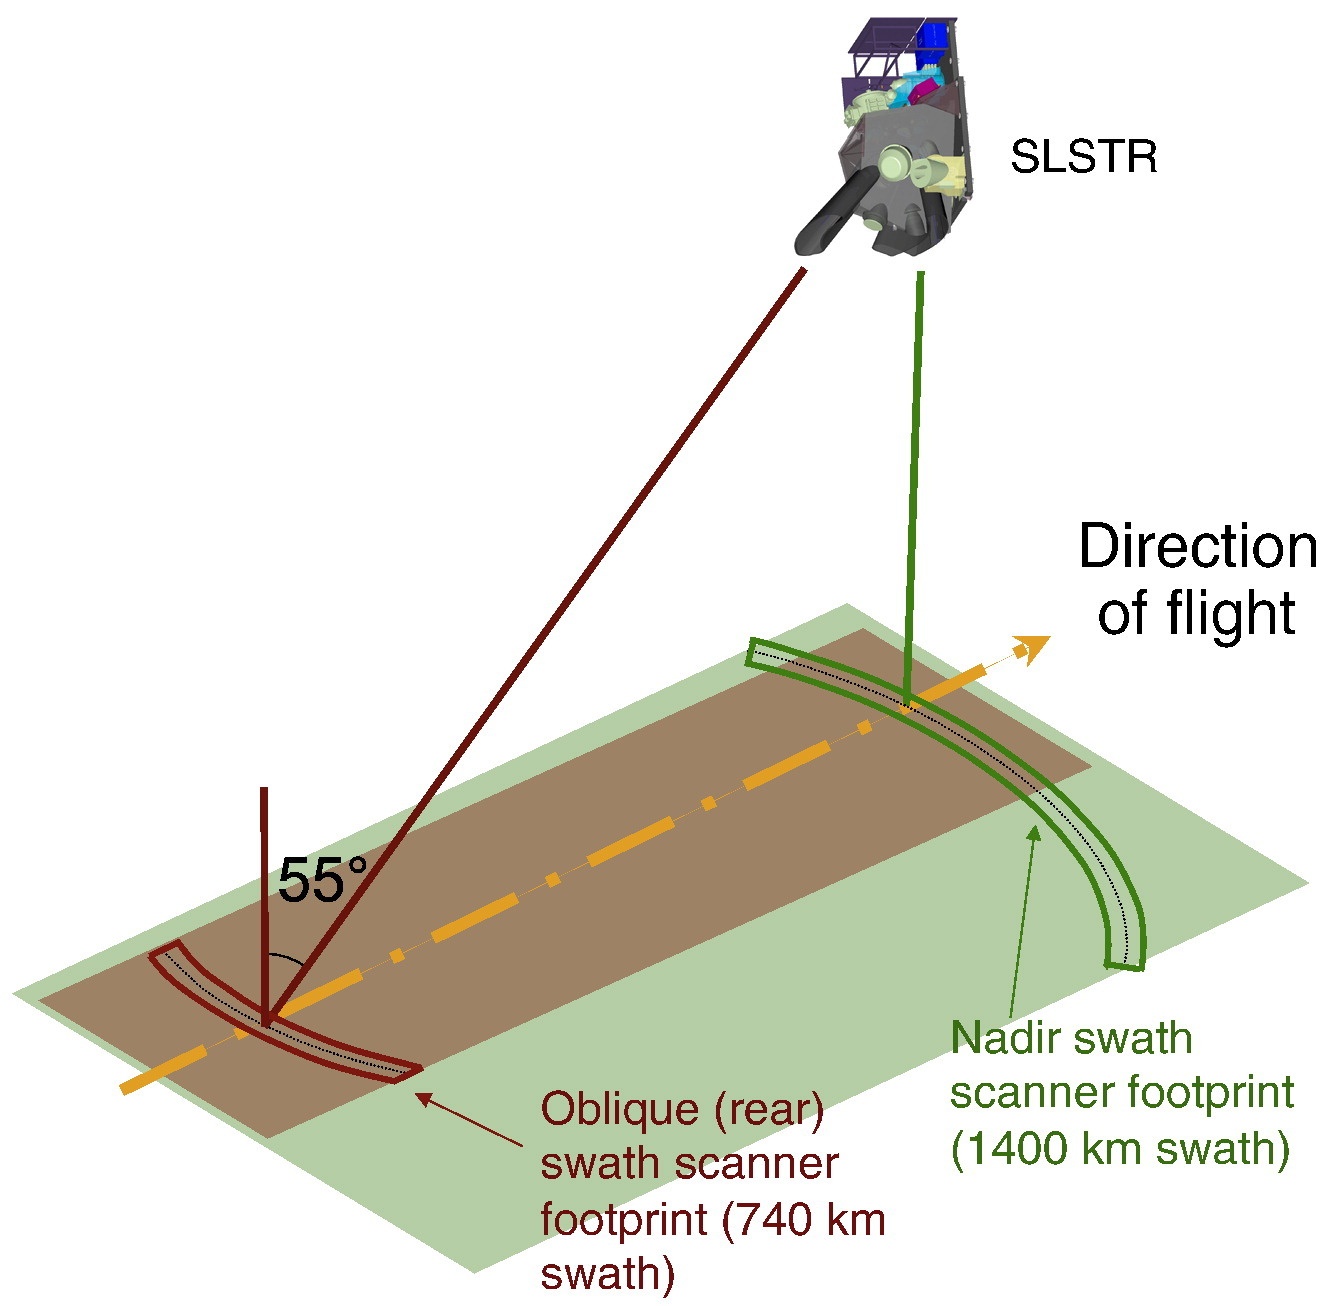 SLSTR
Direction
of flight
55°
Nadir swath
scanner footprint
(1400 km swath)
Oblique (rear)
swath scanner
footprint (740 km
swath)